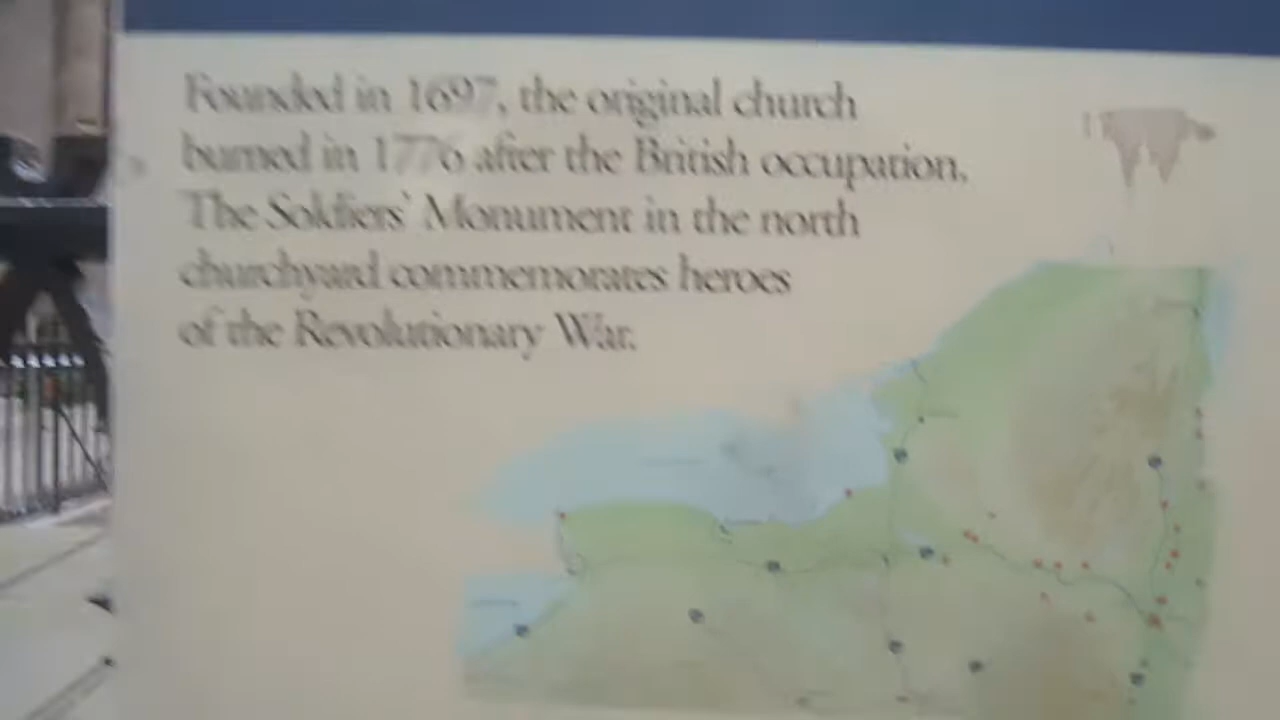 Founded in 1697, the original church
burned in 1776 after the British occupation.
The Soldiers' Monument in the north
churchyard commemorates heroes
of the Revolutionary War.